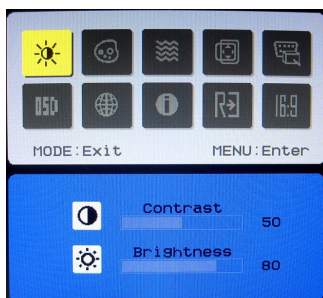 OSD R 16:9
MODE:Exit MENU:Enter
Contrast 50
Brightness 80